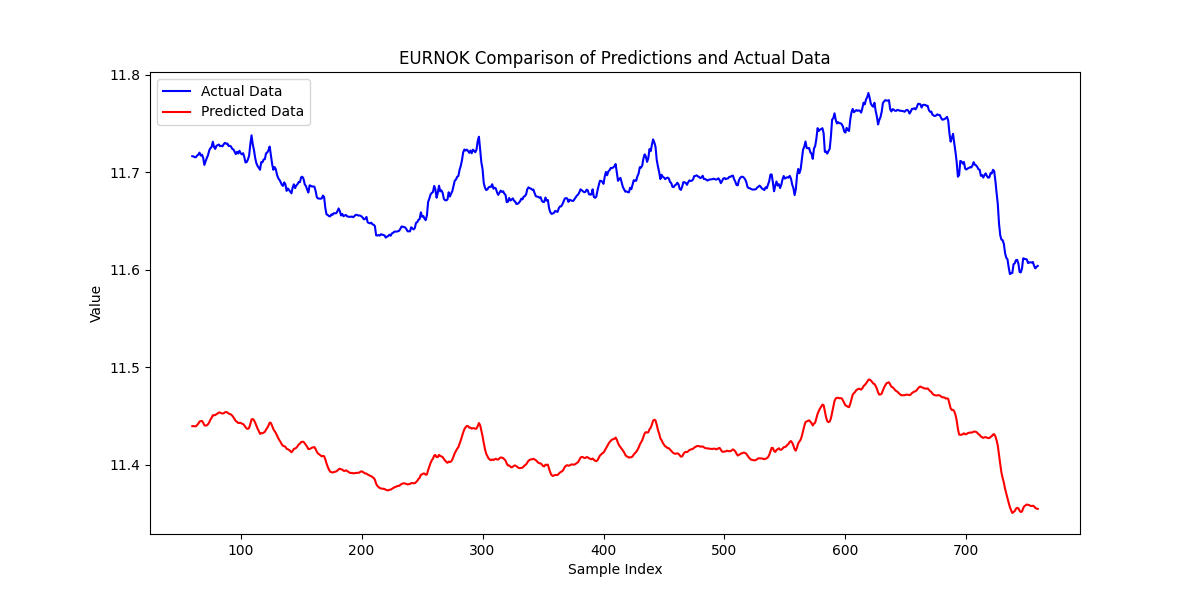 EURNOK Comparison of Predictions and Actual Data
Actual Data
Predicted Data
11.8
11.7
11.6
11.5
11.4
Value
100 200 300 400 500 600 700
Sample Index